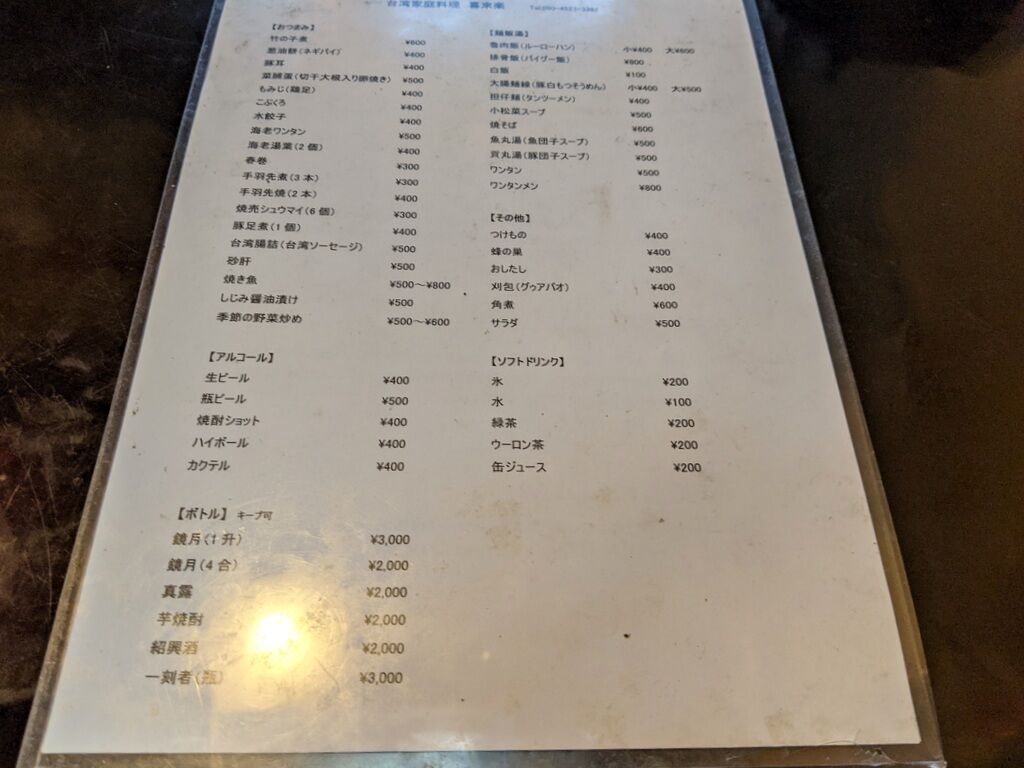 台湾家庭料理 喜來楽
【おつまみ】
竹の子煮 ¥600
葱油餅(ネギパイ) ¥400
豚耳 ¥400
菜脯蛋(切干大根入り卵焼き) ¥500
もみじ(鶏足) ¥400
こぶくろ ¥400
水餃子 ¥400
海老ワンタン ¥500
海老湯葉(2個) ¥400
春巻 ¥300
手羽先煮(3本) ¥300
手羽先焼(2本) ¥400
焼売シュウマイ(6個) ¥300
豚足煮(1個) ¥400
台湾腸詰(台湾ソーセージ) ¥500
砂肝 ¥500
焼き魚 ¥500～¥800
しじみ醤油漬け ¥500
季節の野菜炒め ¥500～¥600
【麺飯湯】
魯肉飯(ルーローハン) 小¥400 大¥600
排骨飯(パイグー飯) ¥800
白飯 ¥100
大腸麺線(豚白もつそうめん) 小¥400 大¥500
担仔麺(タンツーメン) ¥400
小松菜スープ ¥500
焼そば ¥600
魚丸湯(魚団子スープ) ¥500
貢丸湯(豚団子スープ) ¥500
ワンタン ¥500
ワンタンメン ¥800
【その他】
つけもの ¥400
蜂の巣 ¥400
おしたし ¥300
刈包(グゥアパオ) ¥400
角煮 ¥600
サラダ ¥500
【アルコール】
生ビール ¥400
瓶ビール ¥500
焼酎ショット ¥400
ハイボール ¥400
カクテル ¥400
【ソフトドリンク】
氷 ¥200
水 ¥100
緑茶 ¥200
ウーロン茶 ¥200
缶ジュース ¥200
【ボトル】 キープ可
鏡月(1升) ¥3,000
鏡月(4合) ¥2,000
真露 ¥2,000
芋焼酎 ¥2,000
紹興酒 ¥2,000
一刻者(瓶) ¥3,000